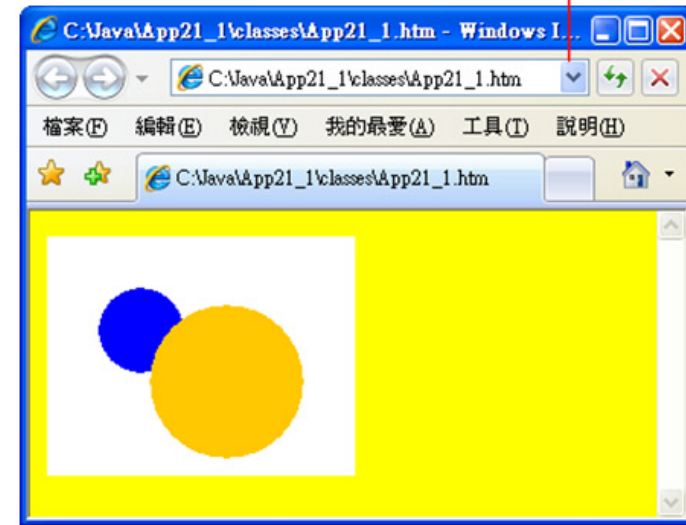 C:\Java\App21_1\classes\App21_1.htm - Windows I...
C:\Java\App21_1\classes\App21_1.htm
檔案(F) 編輯(E) 檢視(V) 我的最愛(A) 工具(T) 說明(H)
C:\Java\App21_1\classes\App21_1.htm